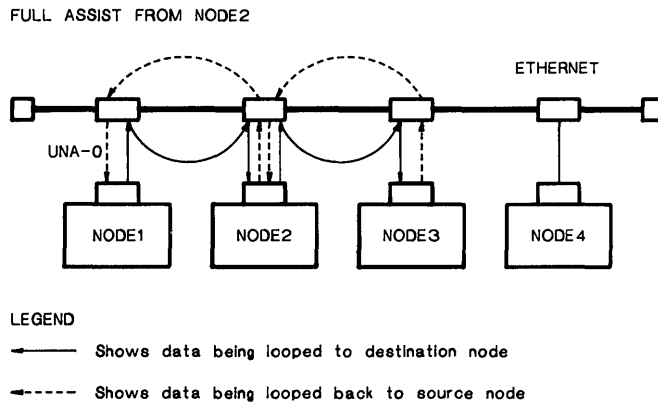 FULL ASSIST FROM NODE2
ETHERNET
UNA-0
NODE1
NODE2
NODE3
NODE4
LEGEND
Shows data being looped to destination node
Shows data being looped back to source node